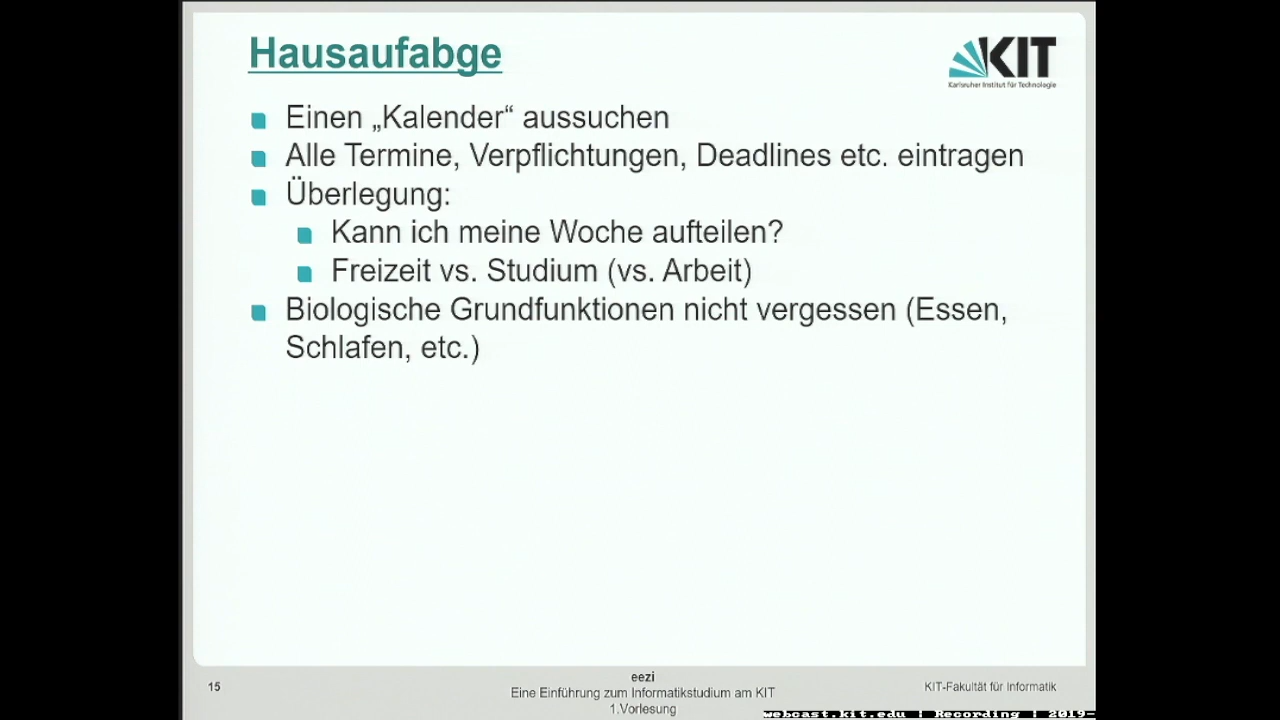 Hausaufabge
KIT
Karlsruher Institut für Technologie
Einen „Kalender“ aussuchen
Alle Termine, Verpflichtungen, Deadlines etc. eintragen
Überlegung:
Kann ich meine Woche aufteilen?
Freizeit vs. Studium (vs. Arbeit)
Biologische Grundfunktionen nicht vergessen (Essen,
Schlafen, etc.)
15
eezi
Eine Einführung zum Informatikstudium am KIT
1.Vorlesung
KIT-Fakultät für Informatik
webcast.kit.edu | Recording | 2019-